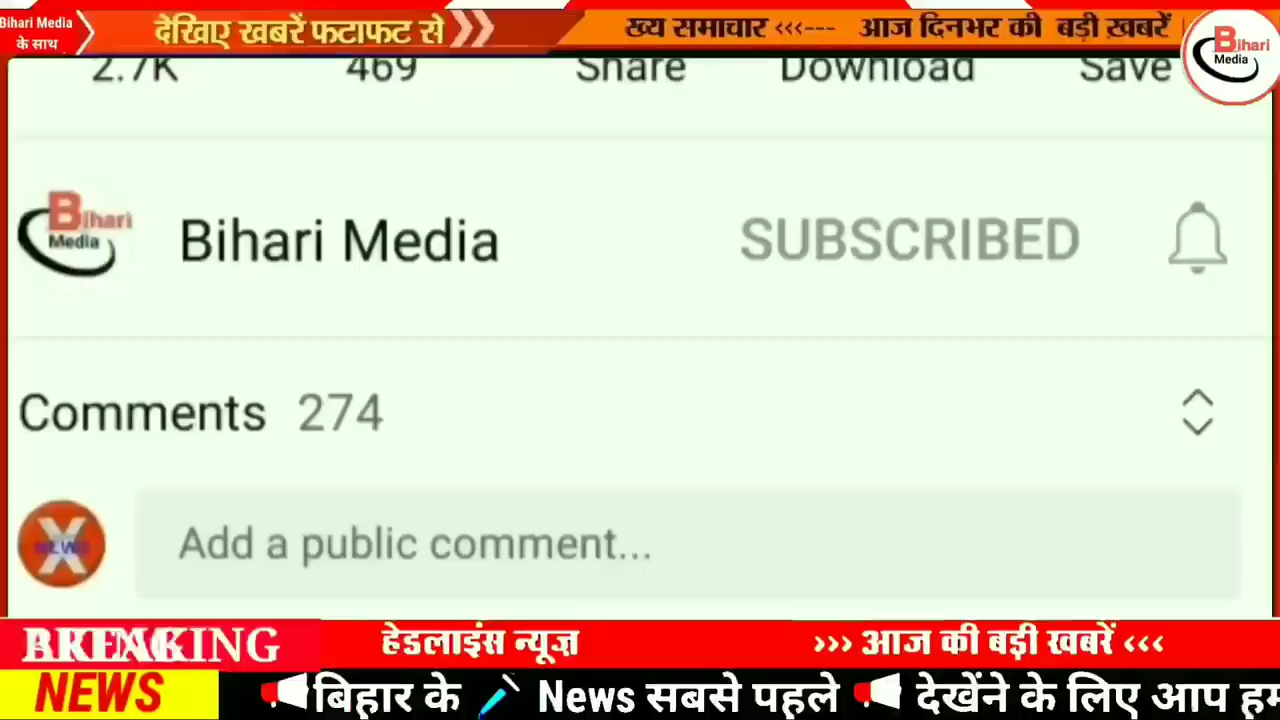 Bihari Media
के साथ
देखिए खबरें फटाफट से
ख्य समाचार <<<--- आज दिनभर की बड़ी ख़बरें
Bihari
Media
2.7K 469 Share Download Save
Bihari
Media
Bihari Media SUBSCRIBED
Comments 274
NEWS
Add a public comment...
BREAKING
NEWS
हेडलाइंस न्यूज़ >>> आज की बड़ी खबरें <<<
बिहार के News सबसे पहले देखेंने के लिए आप हम